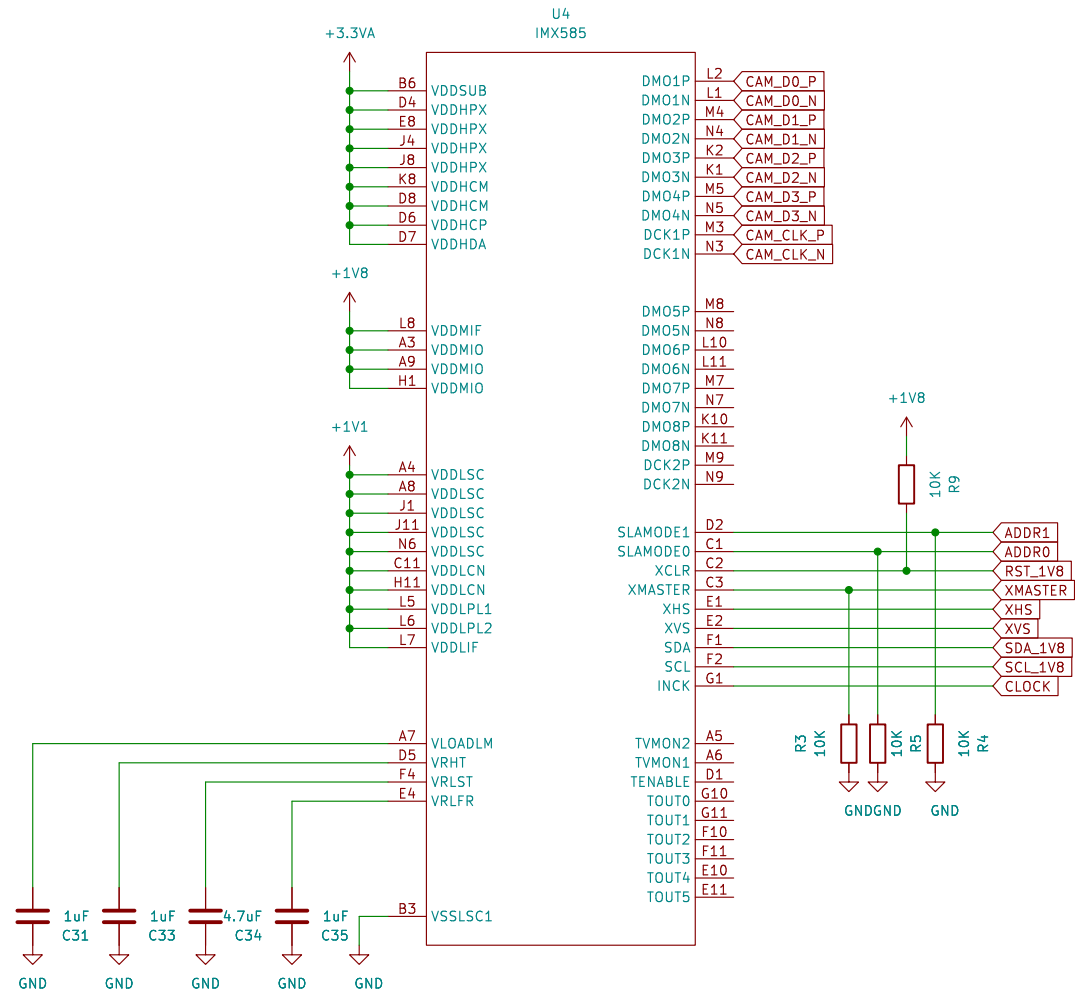 U4
IMX585
+3.3VA
B6 VDDSUB
D4 VDDHPX
E8 VDDHPX
J4 VDDHPX
J8 VDDHPX
K8 VDDHCM
D8 VDDHCM
D6 VDDHCP
D7 VDDHDA
+1V8
L8 VDDMIF
A3 VDDMIO
A9 VDDMIO
H1 VDDMIO
+1V1
A4 VDDLSC
A8 VDDLSC
J1 VDDLSC
J11 VDDLSC
N6 VDDLSC
C11 VDDLCN
H11 VDDLCN
L5 VDDLPL1
L6 VDDLPL2
L7 VDDLIF
A7 VLOADLM
D5 VRHT
F4 VRLST
E4 VRLFR
B3 VSSLSC1
1uF
C31
GND
1uF
C33
GND
4.7uF
C34
GND
1uF
C35
GND
GND
DMO1P L2 CAM_D0_P
DMO1N L1 CAM_D0_N
DMO2P M4 CAM_D1_P
DMO2N N4 CAM_D1_N
DMO3P K2 CAM_D2_P
DMO3N K1 CAM_D2_N
DMO4P M5 CAM_D3_P
DMO4N N5 CAM_D3_N
DCK1P M3 CAM_CLK_P
DCK1N N3 CAM_CLK_N
DMO5P M8
DMO5N N8
DMO6P L10
DMO6N L11
DMO7P M7
DMO7N N7
DMO8P K10
DMO8N K11
DCK2P M9
DCK2N N9
+1V8
10K
R9
SLAMODE1 D2 ADDR1
SLAMODE0 C1 ADDR0
XCLR C2 RST_1V8
XMASTER C3 XMASTER
XHS E1 XHS
XVS E2 XVS
SDA F1 SDA_1V8
SCL F2 SCL_1V8
INCK G1 CLOCK
TVMON2 A5
TVMON1 A6
TENABLE D1
TOUT0 G10
TOUT1 G11
TOUT2 F10
TOUT3 F11
TOUT4 E10
TOUT5 E11
R3
10K
10K
R5
10K
R4
GND
GND
GND